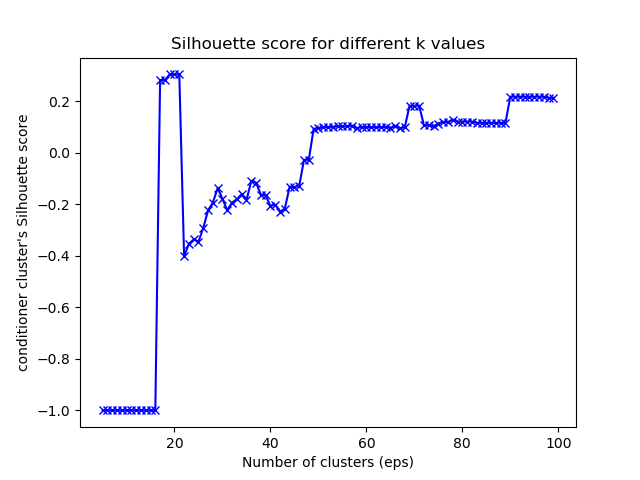 Silhouette score for different k values
conditioner cluster's Silhouette score
0.2
0.0
−0.2
−0.4
−0.6
−0.8
−1.0
20 40 60 80 100
Number of clusters (eps)